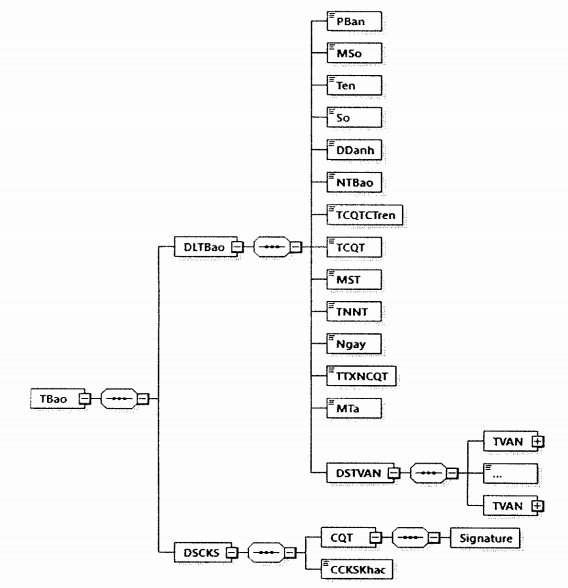 PBan
MSo
Ten
So
DDanh
NTBao
TCQTCTren
DLTBao
TCQT
MST
TNNT
Ngay
TTXNCQT
TBao
MTa
TVAN
DSTVAN
...
TVAN
CQT
Signature
DSCKS
CCKSKhac